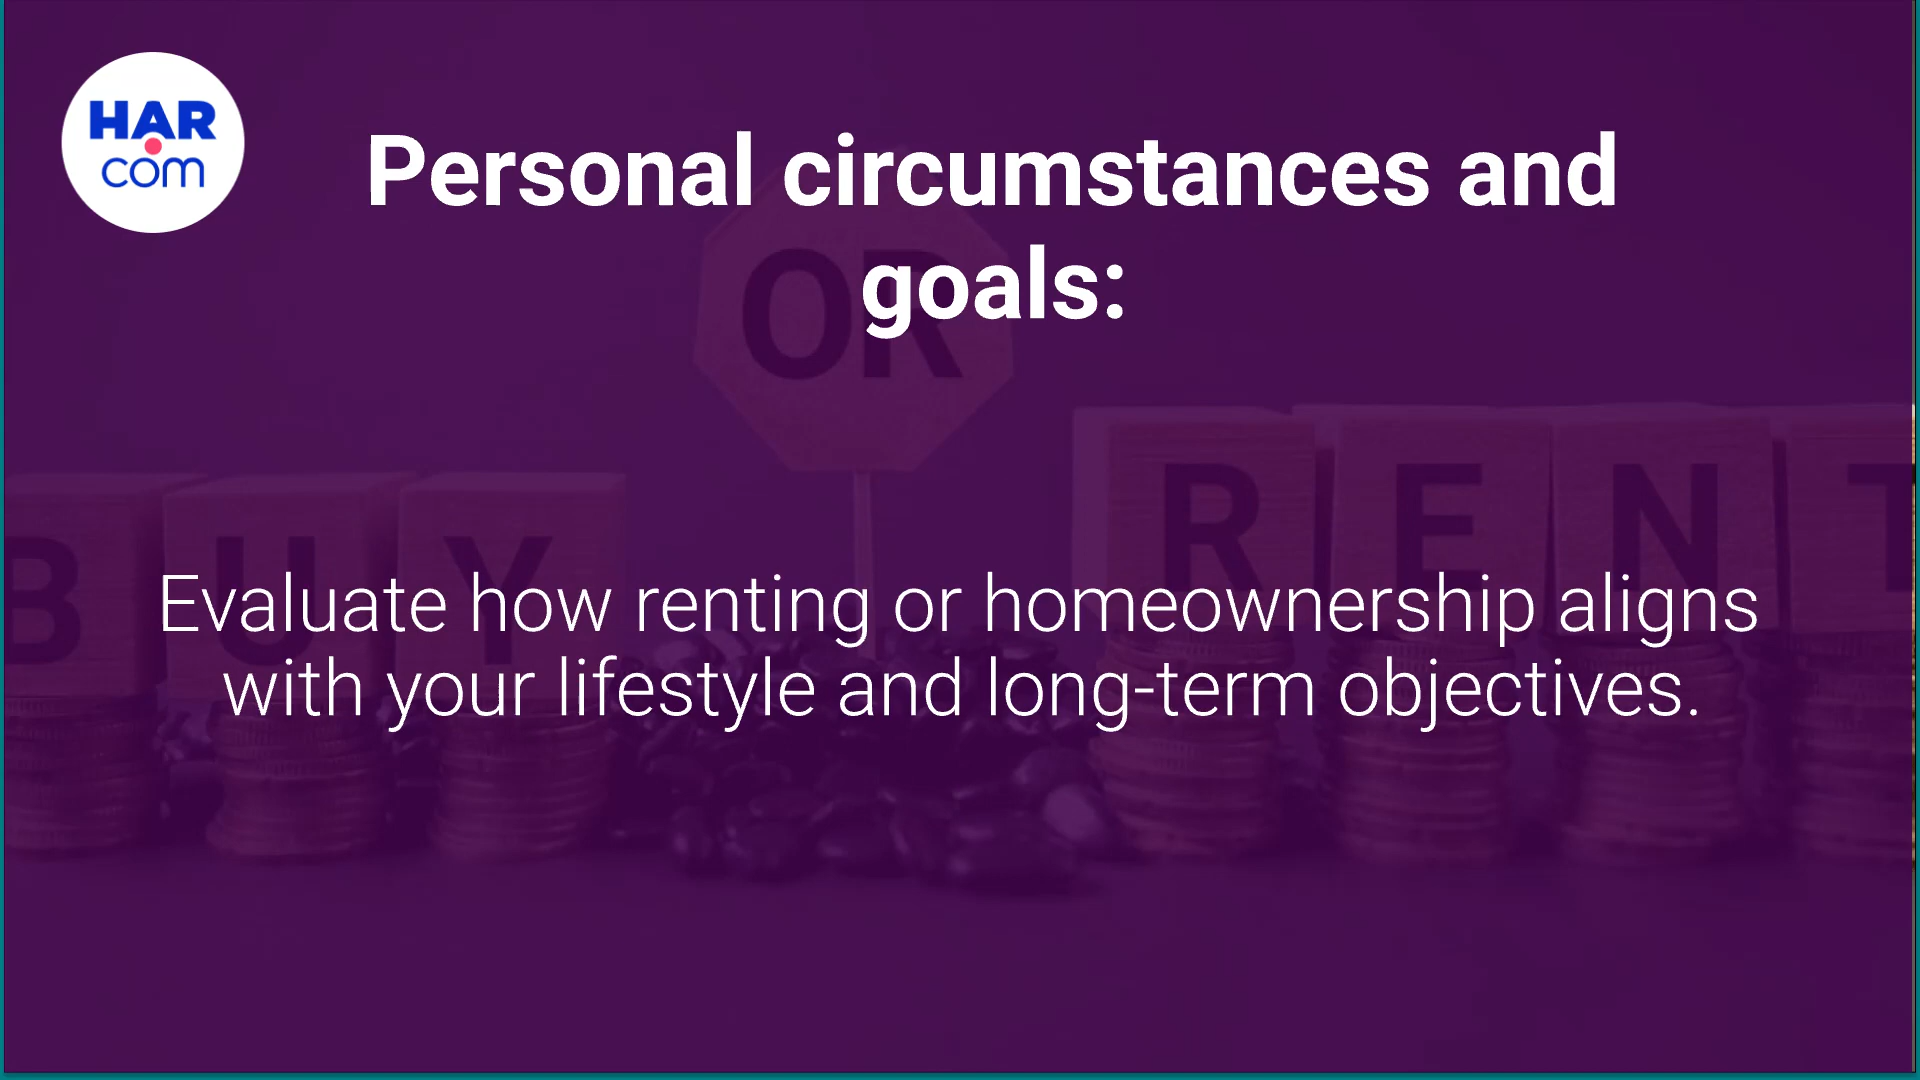 HAR
com
Personal circumstances and
goals:
OR
BUY
RENT
Evaluate how renting or homeownership aligns
with your lifestyle and long-term objectives.